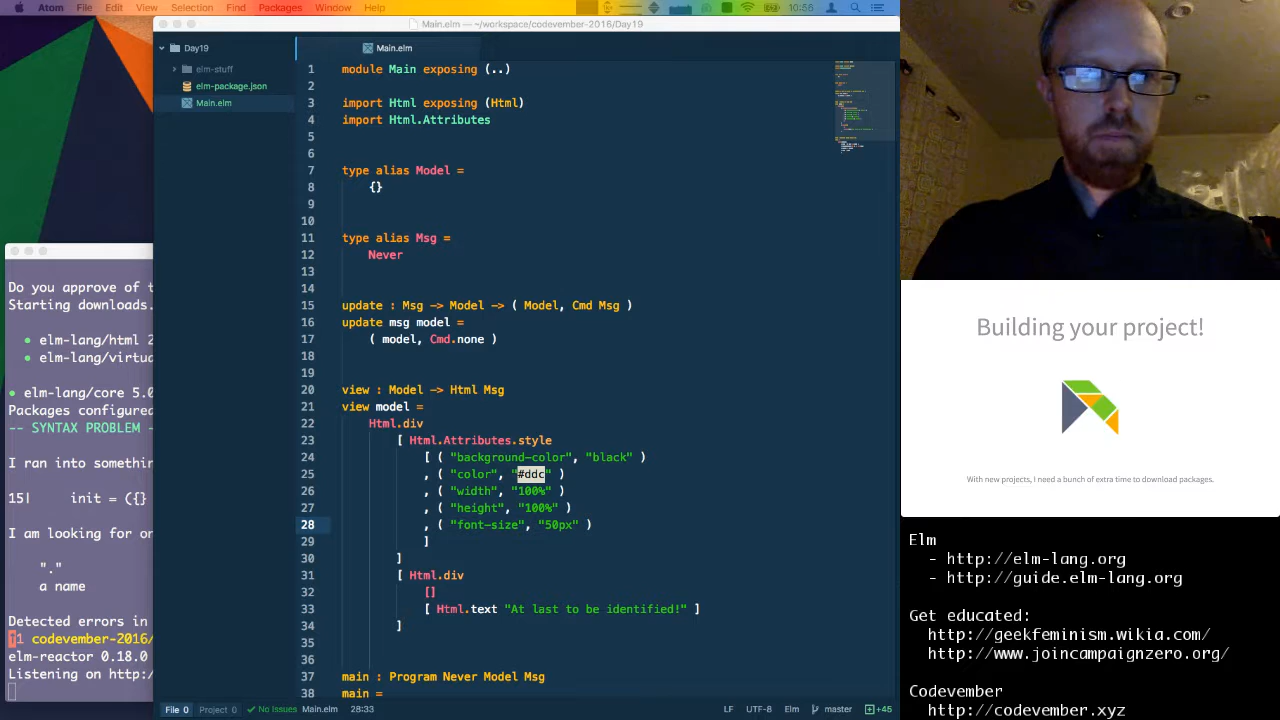 Atom File Edit View Selection Find Packages Window Help 10:56
Main.elm — ~/workspace/codevember-2016/Day19
Day19
elm-stuff
elm-package.json
Main.elm
Main.elm
1 module Main exposing (..)
2
3 import Html exposing (Html)
4 import Html.Attributes
5
6
7 type alias Model =
8 {}
9
10
11 type alias Msg =
12 Never
13
14
15 update : Msg -> Model -> ( Model, Cmd Msg )
16 update msg model =
17 ( model, Cmd.none )
18
19
20 view : Model -> Html Msg
21 view model =
22 Html.div
23 [ Html.Attributes.style
24 [ ( "background-color", "black" )
25 , ( "color", "#ddc" )
26 , ( "width", "100%" )
27 , ( "height", "100%" )
28 , ( "font-size", "50px" )
29 ]
30 ]
31 [ Html.div
32 []
33 [ Html.text "At last to be identified!" ]
34 ]
35
36
37 main : Program Never Model Msg
38 main =
File 0 Project 0 No Issues Main.elm 28:33 LF UTF-8 Elm master +45
Do you approve of t
Starting downloads.
elm-lang/html 2
elm-lang/virtua
elm-lang/core 5.0
Packages configured
-- SYNTAX PROBLEM -
I ran into somethin
15| init = ({}
I am looking for on
"."
a name
Detected errors in
1 codevember-2016/
elm-reactor 0.18.0
Listening on http:/
Building your project!
With new projects, I need a bunch of extra time to download packages.
Elm
- http://elm-lang.org
- http://guide.elm-lang.org
Get educated:
http://geekfeminism.wikia.com/
http://www.joincampaignzero.org/
Codevember
http://codevember.xyz